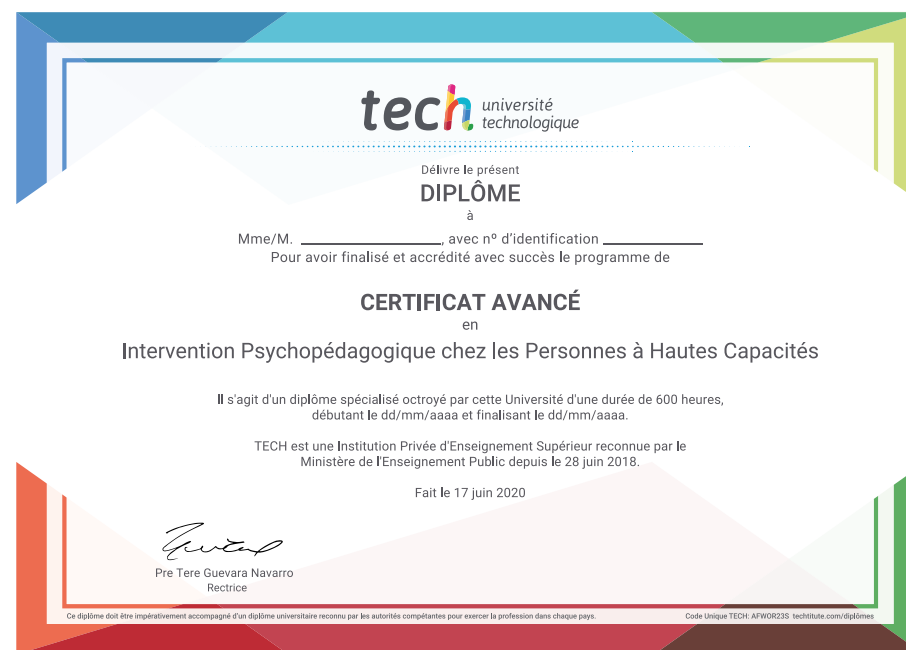 tech université
technologique
Délivre le présent
DIPLÔME
à
Mme/M. ____________________, avec nº d'identification ______________
Pour avoir finalisé et accrédité avec succès le programme de
CERTIFICAT AVANCÉ
en
Intervention Psychopédagogique chez les Personnes à Hautes Capacités
Il s'agit d'un diplôme spécialisé octroyé par cette Université d'une durée de 600 heures,
débutant le dd/mm/aaaa et finalisant le dd/mm/aaaa.
TECH est une Institution Privée d'Enseignement Supérieur reconnue par le
Ministère de l'Enseignement Public depuis le 28 juin 2018.
Fait le 17 juin 2020
Pre Tere Guevara Navarro
Rectrice
Ce diplôme doit être impérativement accompagné d'un diplôme universitaire reconnu par les autorités compétantes pour exercer la profession dans chaque pays.
Code Unique TECH: AFWOR23S techtitute.com/diplômes